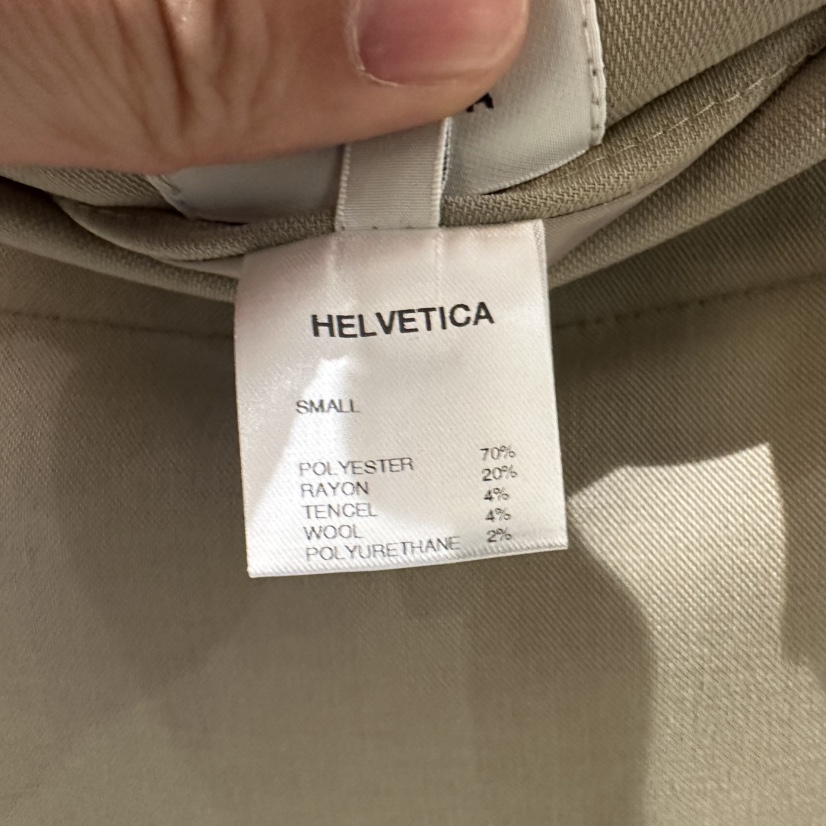 HELVETICA
SMALL
POLYESTER 70%
RAYON 20%
TENCEL 4%
WOOL 4%
POLYURETHANE 2%